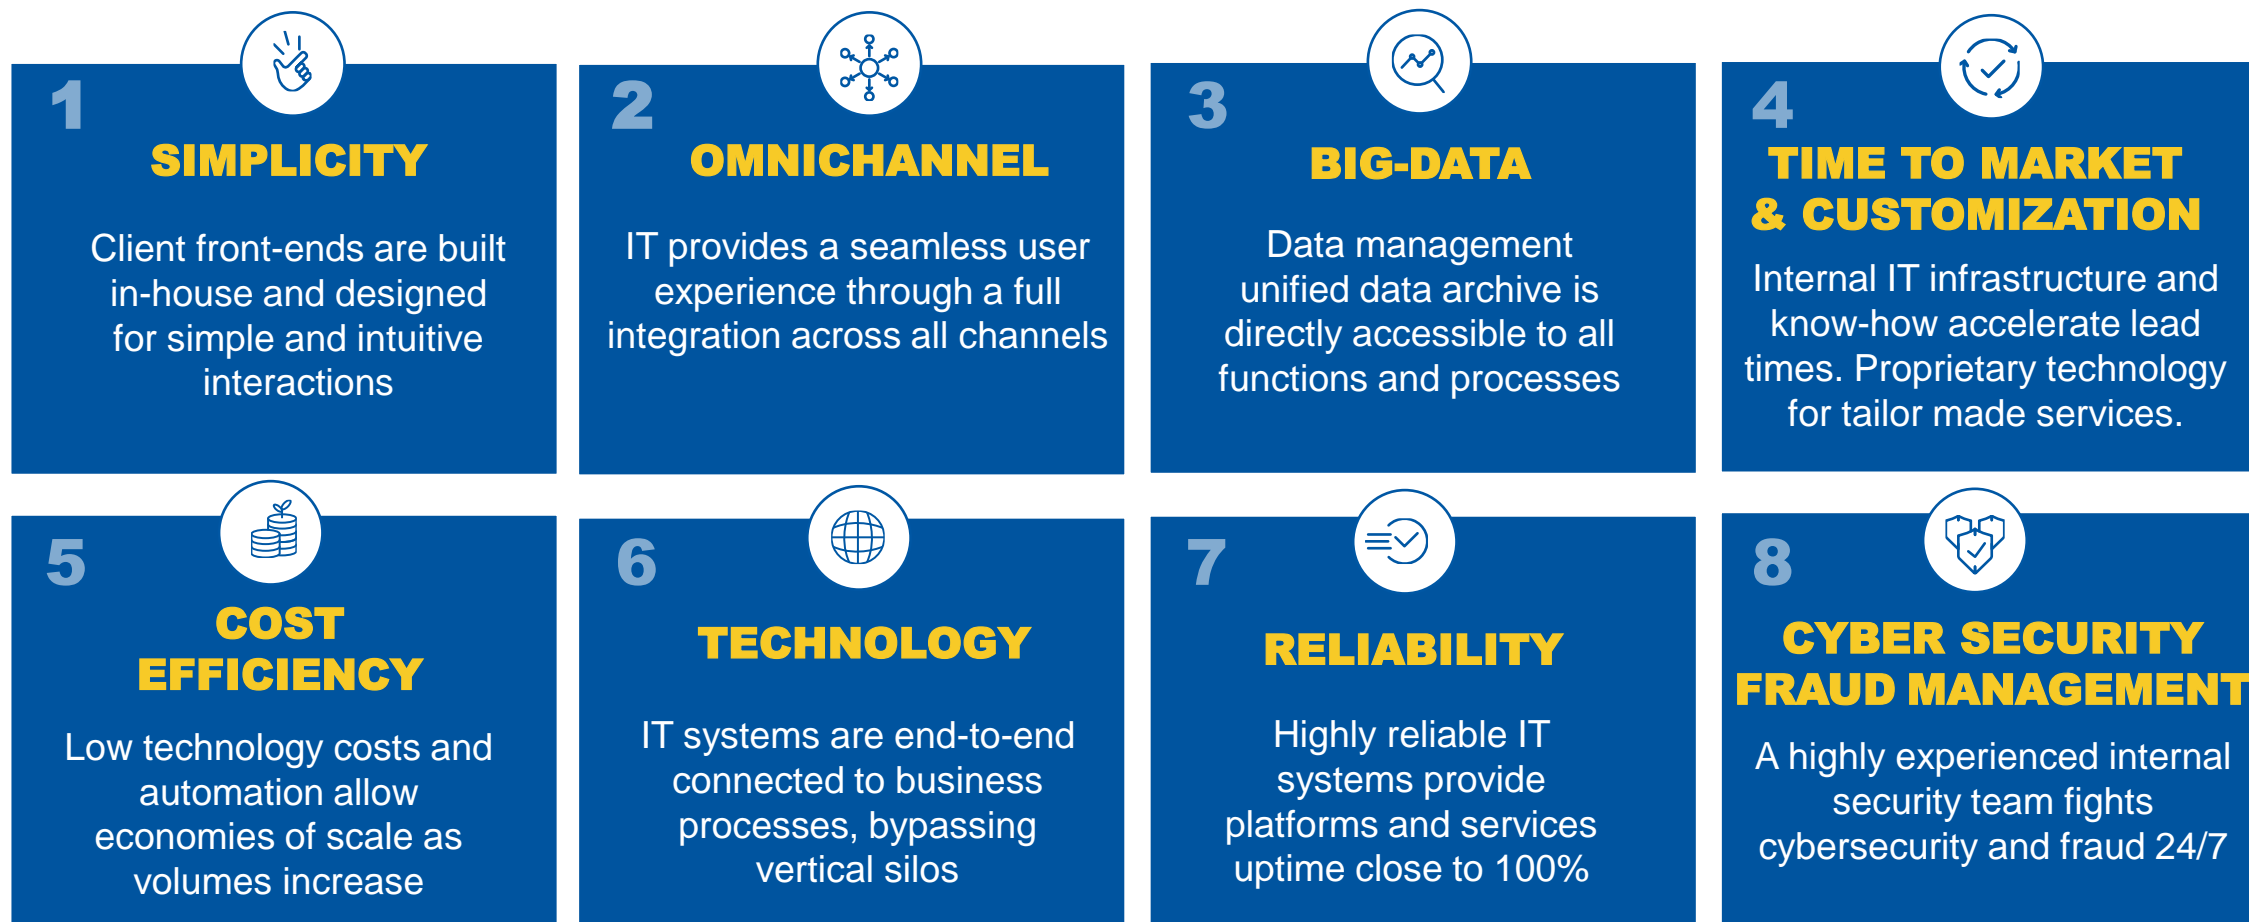 1
SIMPLICITY
Client front-ends are built
in-house and designed
for simple and intuitive
interactions
2
OMNICHANNEL
IT provides a seamless user
experience through a full
integration across all channels
3
BIG-DATA
Data management
unified data archive is
directly accessible to all
functions and processes
4
TIME TO MARKET
& CUSTOMIZATION
Internal IT infrastructure and
know-how accelerate lead
times. Proprietary technology
for tailor made services.
5
COST
EFFICIENCY
Low technology costs and
automation allow
economies of scale as
volumes increase
6
TECHNOLOGY
IT systems are end-to-end
connected to business
processes, bypassing
vertical silos
7
RELIABILITY
Highly reliable IT
systems provide
platforms and services
uptime close to 100%
8
CYBER SECURITY
FRAUD MANAGEMENT
A highly experienced internal
security team fights
cybersecurity and fraud 24/7